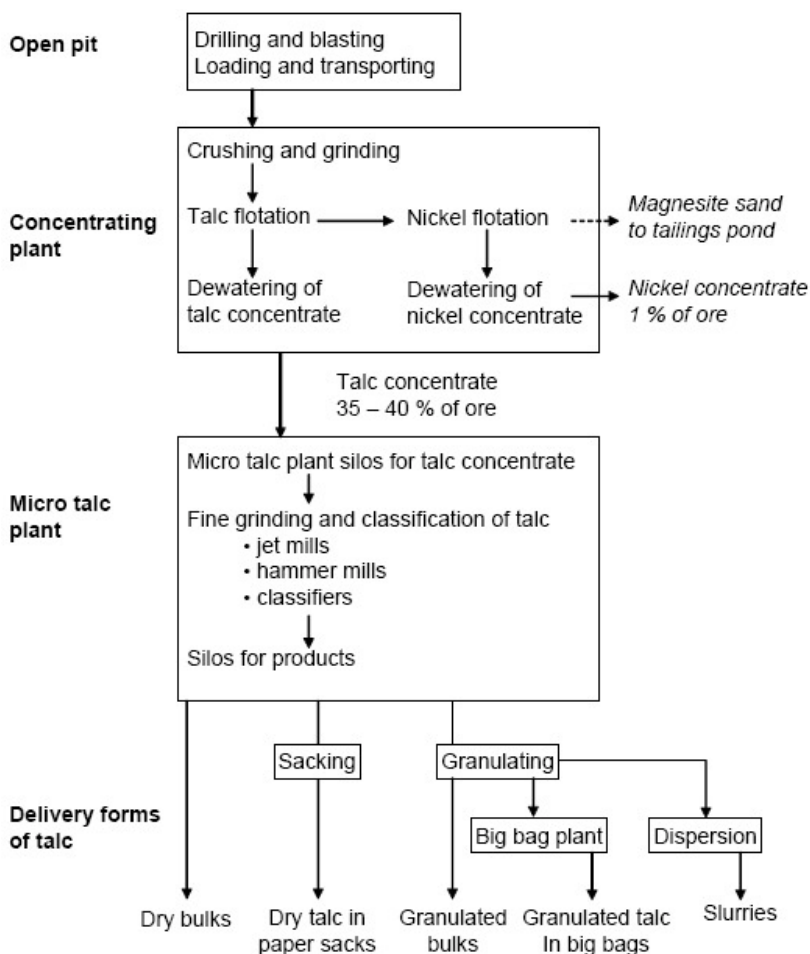 Open pit
Drilling and blasting
Loading and transporting
Crushing and grinding
Concentrating
plant
Talc flotation
Nickel flotation
Magnesite sand
to tailings pond
Dewatering of
talc concentrate
Dewatering of
nickel concentrate
Nickel concentrate
1 % of ore
Talc concentrate
35 – 40 % of ore
Micro talc
plant
Micro talc plant silos for talc concentrate
Fine grinding and classification of talc
• jet mills
• hammer mills
• classifiers
Silos for products
Delivery forms
of talc
Sacking
Granulating
Big bag plant
Dispersion
Dry bulks
Dry talc in
paper sacks
Granulated
bulks
Granulated talc
In big bags
Slurries